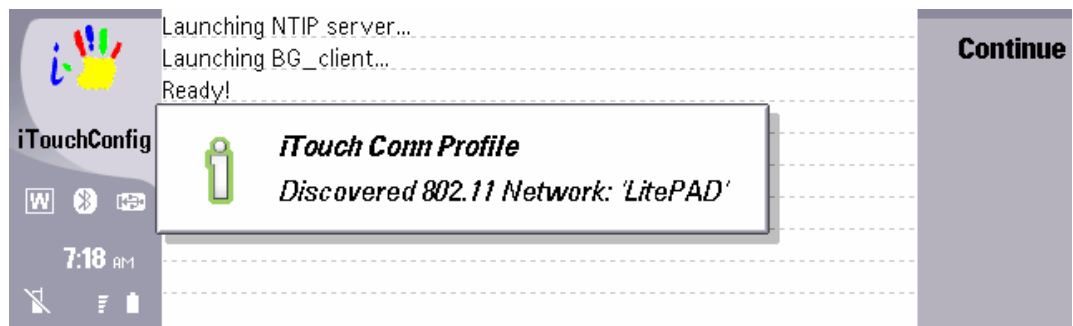 Launching NTIP server...
Launching BG_client...
Ready!
Continue
i
iTouchConfig
iTouch Conn Profile
Discovered 802.11 Network: 'LitePAD'
W
7:18 AM